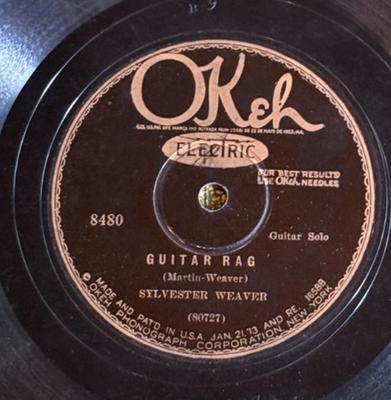 OKeh
ELECTRIC
FOR BEST RESULTS
USE OKeh NEEDLES
8480
Guitar Solo
GUITAR RAG
(Martin-Weaver)
SYLVESTER WEAVER
(80727)
MADE AND PAT'D IN U.S.A. JAN. 21,'13 AND RE. 16588
© OKEH PHONOGRAPH CORPORATION, NEW YORK